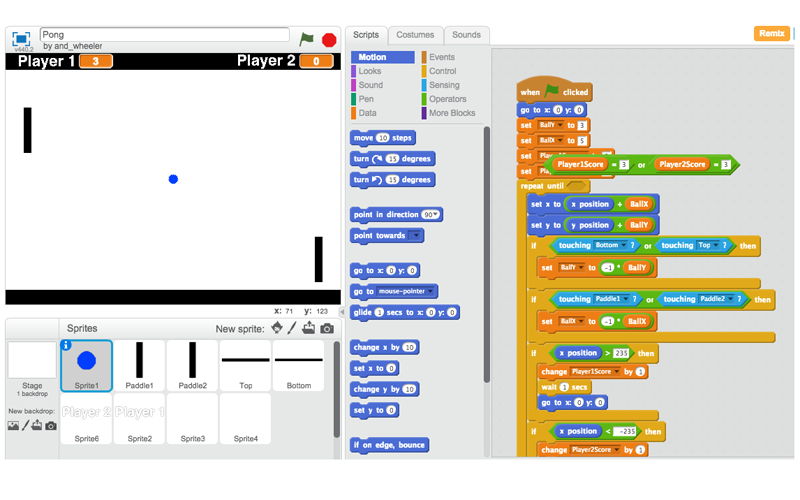 Pong
by and_wheeler
v440.2
Player 1 3
Player 2 0
x: 71 y: 123
Sprites
New sprite:
Stage
1 backdrop
New backdrop:
Sprite1
Paddle1
Paddle2
Top
Bottom
Player 2
Player 1
Sprite6
Sprite2
Sprite3
Sprite4
Scripts
Costumes
Sounds
Motion
Looks
Sound
Pen
Data
Events
Control
Sensing
Operators
More Blocks
move 10 steps
turn 15 degrees
turn 15 degrees
point in direction 90
point towards
go to x: 0 y: 0
go to mouse-pointer
glide 1 secs to x: 0 y: 0
change x by 10
set x to 0
change y by 10
set y to 0
if on edge, bounce
Remix
when clicked
go to x: 0 y: 0
set BallY to 3
set BallX to 5
set
set
Player1Score = 3 or Player2Score = 3
repeat until
set x to x position + BallX
set y to y position + BallY
if touching Bottom ? or touching Top ? then
set BallY to -1 * BallY
if touching Paddle1 ? or touching Paddle2 ? then
set BallX to -1 * BallX
if x position > 235 then
change Player1Score by 1
wait 1 secs
go to x: 0 y: 0
if x position < -235 then
change Player2Score by 1